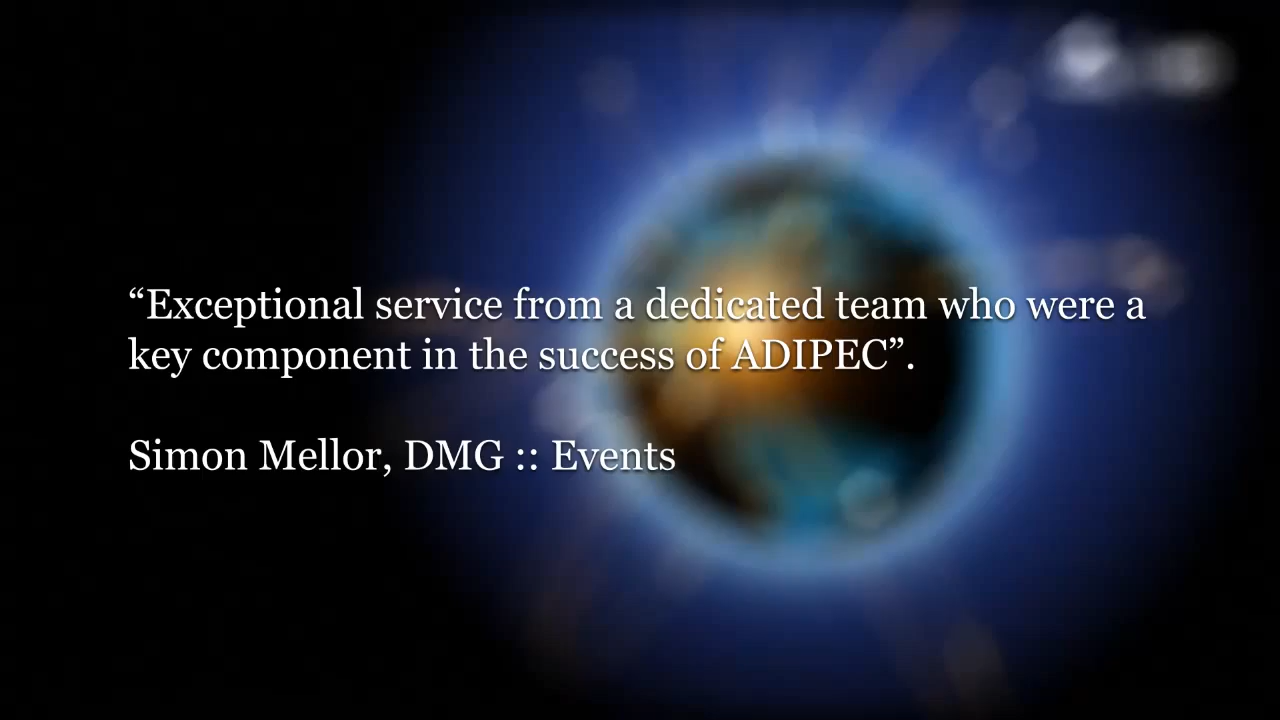 “Exceptional service from a dedicated team who were a
key component in the success of ADIPEC”.
Simon Mellor, DMG :: Events